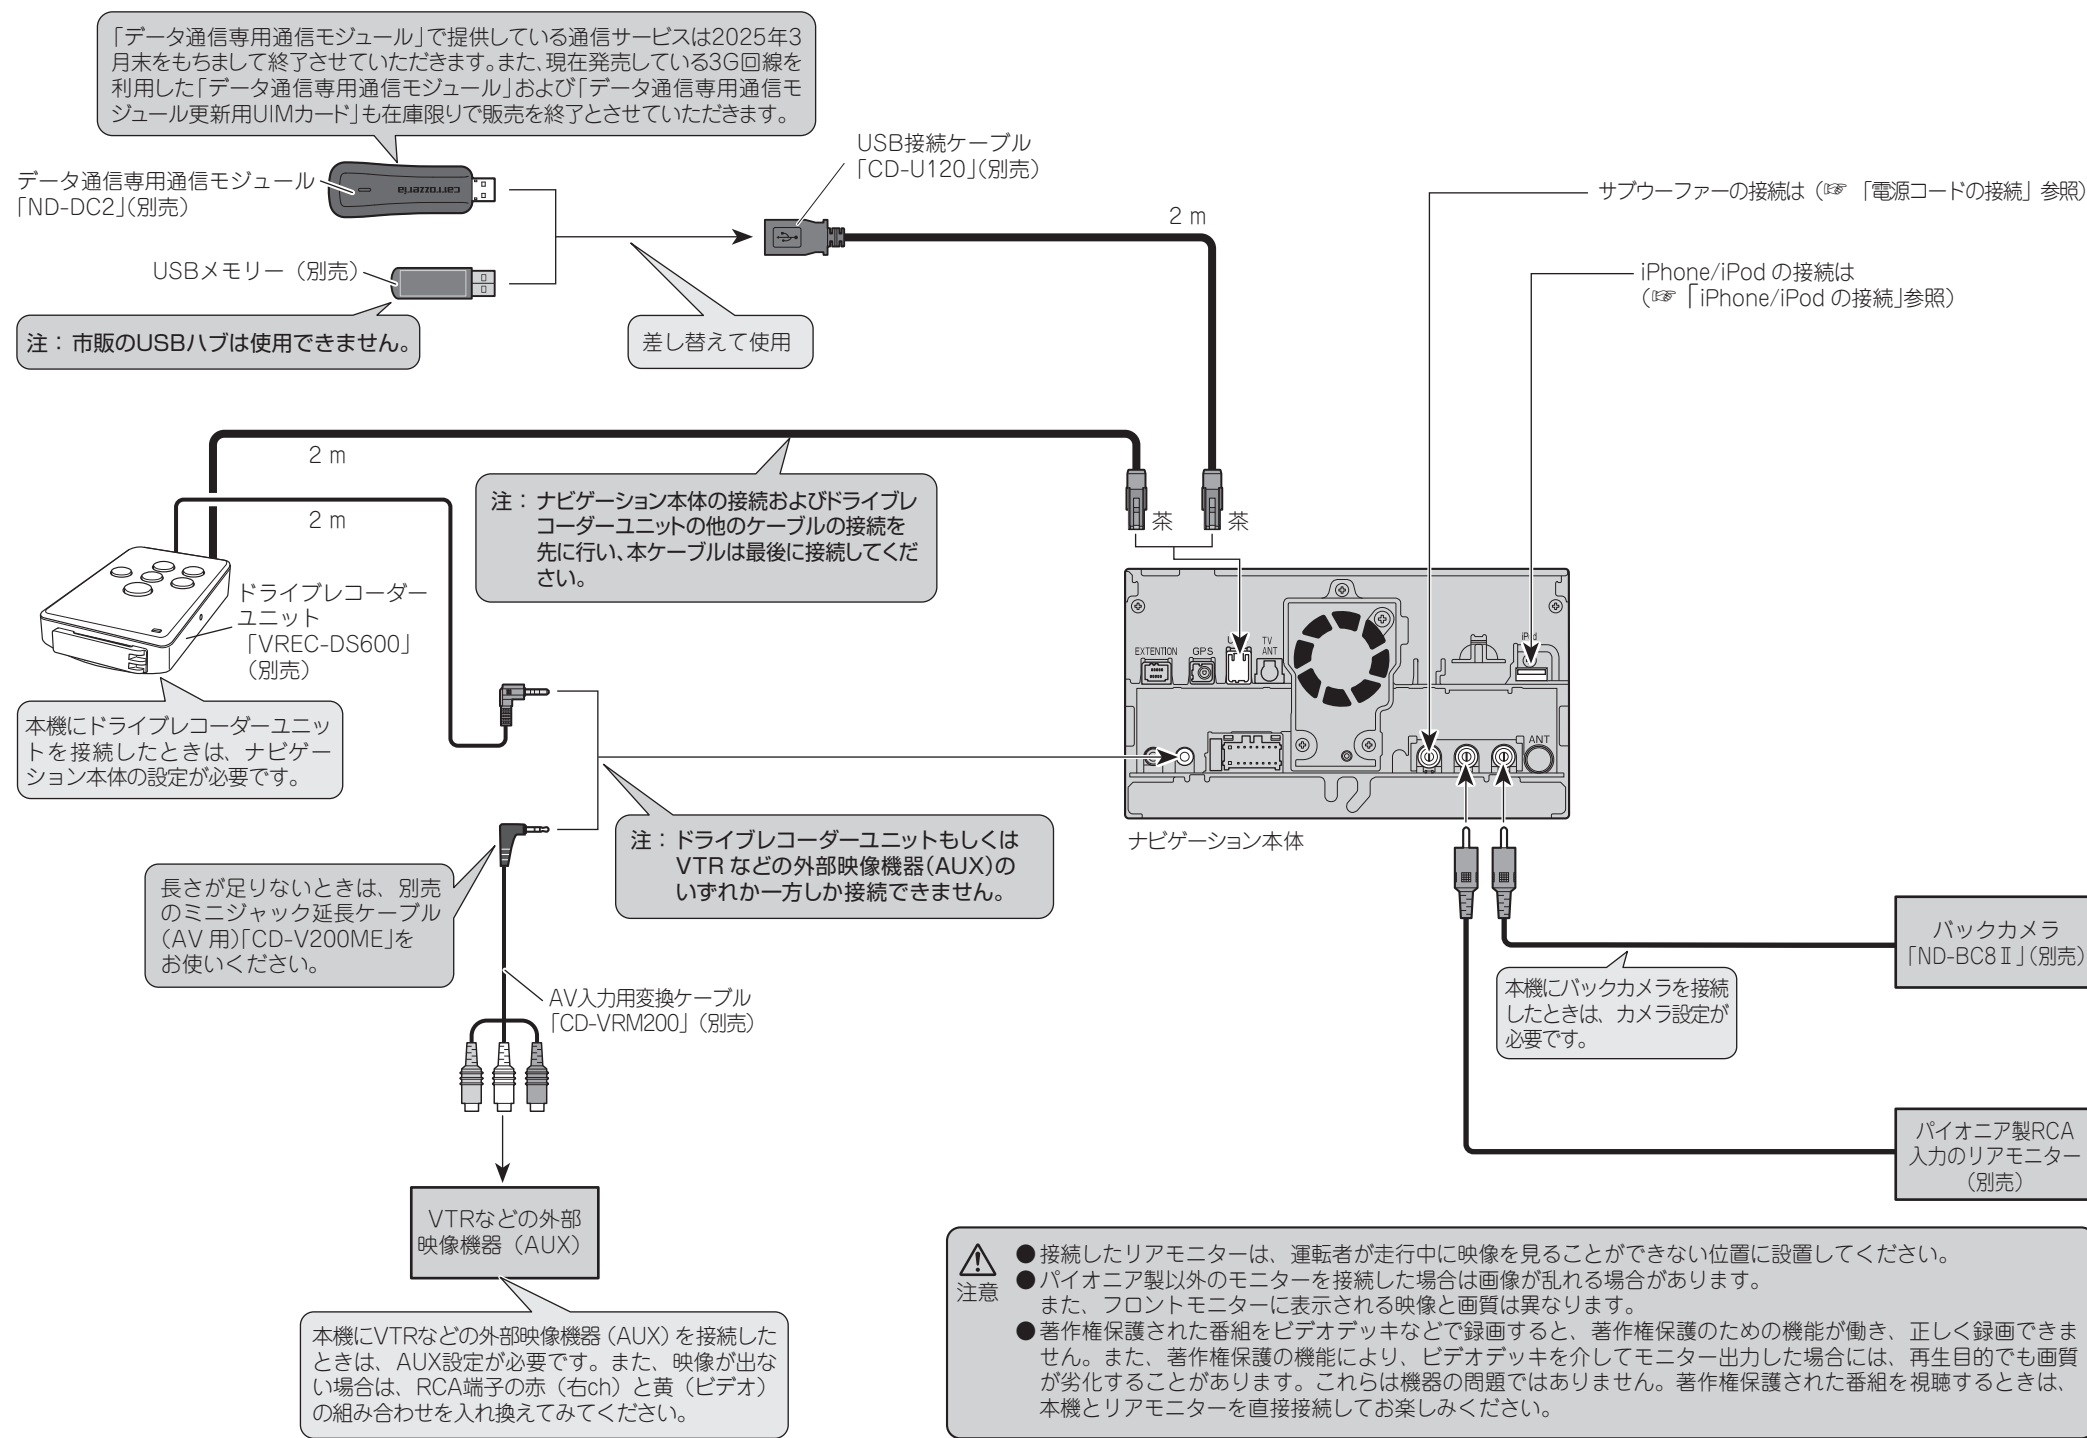 「データ通信専用通信モジュール」で提供している通信サービスは2025年3
月末をもちまして終了させていただきます。また、現在発売している3G回線を
利用した「データ通信専用通信モジュール」および「データ通信専用通信モ
ジュール更新用UIMカード」も在庫限りで販売を終了とさせていただきます。
データ通信専用通信モジュール
「ND-DC2」(別売)
carrozzeria
USBメモリー（別売）
注：市販のUSBハブは使用できません。
差し替えて使用
USB接続ケーブル
「CD-U120」(別売)
2 m
サブウーファーの接続は（☞「電源コードの接続」参照）
iPhone/iPod の接続は
（☞「iPhone/iPod の接続」参照）
2 m
2 m
注：ナビゲーション本体の接続およびドライブレ
コーダーユニットの他のケーブルの接続を
先に行い、本ケーブルは最後に接続してくだ
さい。
茶
茶
ドライブレコーダー
ユニット
「VREC-DS600」
（別売）
本機にドライブレコーダーユニッ
トを接続したときは、ナビゲー
ション本体の設定が必要です。
EXTENTION
GPS
TV
ANT
iPod
ANT
ナビゲーション本体
注：ドライブレコーダーユニットもしくは
VTR などの外部映像機器(AUX)の
いずれか一方しか接続できません。
長さが足りないときは、別売
のミニジャック延長ケーブル
(AV 用)「CD-V200ME」を
お使いください。
AV入力用変換ケーブル
「CD-VRM200」（別売）
バックカメラ
「ND-BC8Ⅱ」(別売)
本機にバックカメラを接続
したときは、カメラ設定が
必要です。
パイオニア製RCA
入力のリアモニター
（別売）
VTRなどの外部
映像機器（AUX）
本機にVTRなどの外部映像機器（AUX）を接続した
ときは、AUX設定が必要です。また、映像が出な
い場合は、RCA端子の赤（右ch）と黄（ビデオ）
の組み合わせを入れ換えてみてください。
注意
●接続したリアモニターは、運転者が走行中に映像を見ることができない位置に設置してください。
●パイオニア製以外のモニターを接続した場合は画像が乱れる場合があります。
また、フロントモニターに表示される映像と画質は異なります。
●著作権保護された番組をビデオデッキなどで録画すると、著作権保護のための機能が働き、正しく録画できま
せん。また、著作権保護の機能により、ビデオデッキを介してモニター出力した場合には、再生目的でも画質
が劣化することがあります。これらは機器の問題ではありません。著作権保護された番組を視聴するときは、
本機とリアモニターを直接接続してお楽しみください。